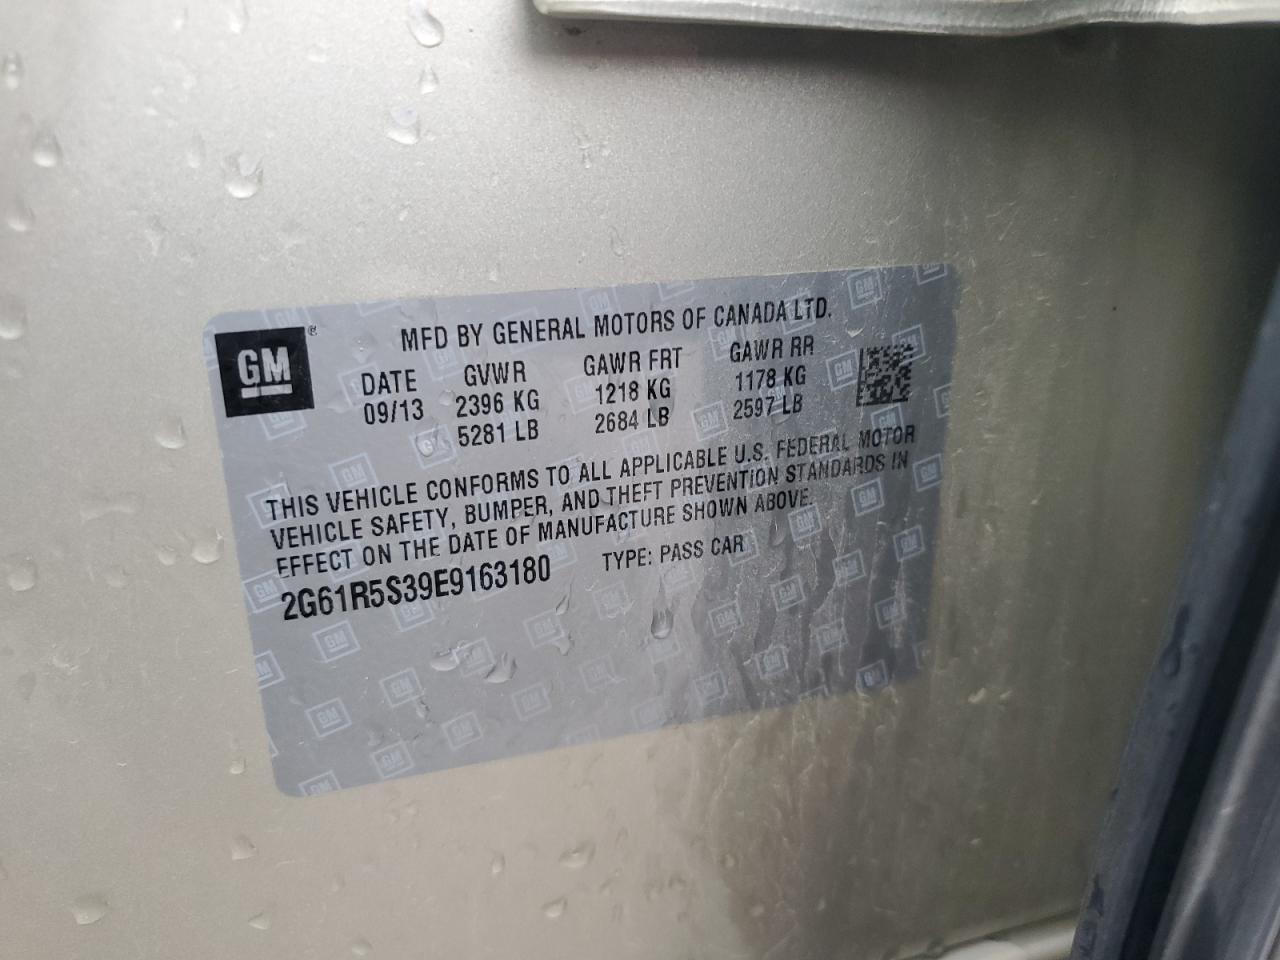 GM ®
MFD BY GENERAL MOTORS OF CANADA LTD.
DATE GVWR GAWR FRT GAWR RR
09/13 2396 KG 1218 KG 1178 KG
5281 LB 2684 LB 2597 LB
THIS VEHICLE CONFORMS TO ALL APPLICABLE U.S. FEDERAL MOTOR
VEHICLE SAFETY, BUMPER, AND THEFT PREVENTION STANDARDS IN
EFFECT ON THE DATE OF MANUFACTURE SHOWN ABOVE.
2G61R5S39E9163180 TYPE: PASS CAR